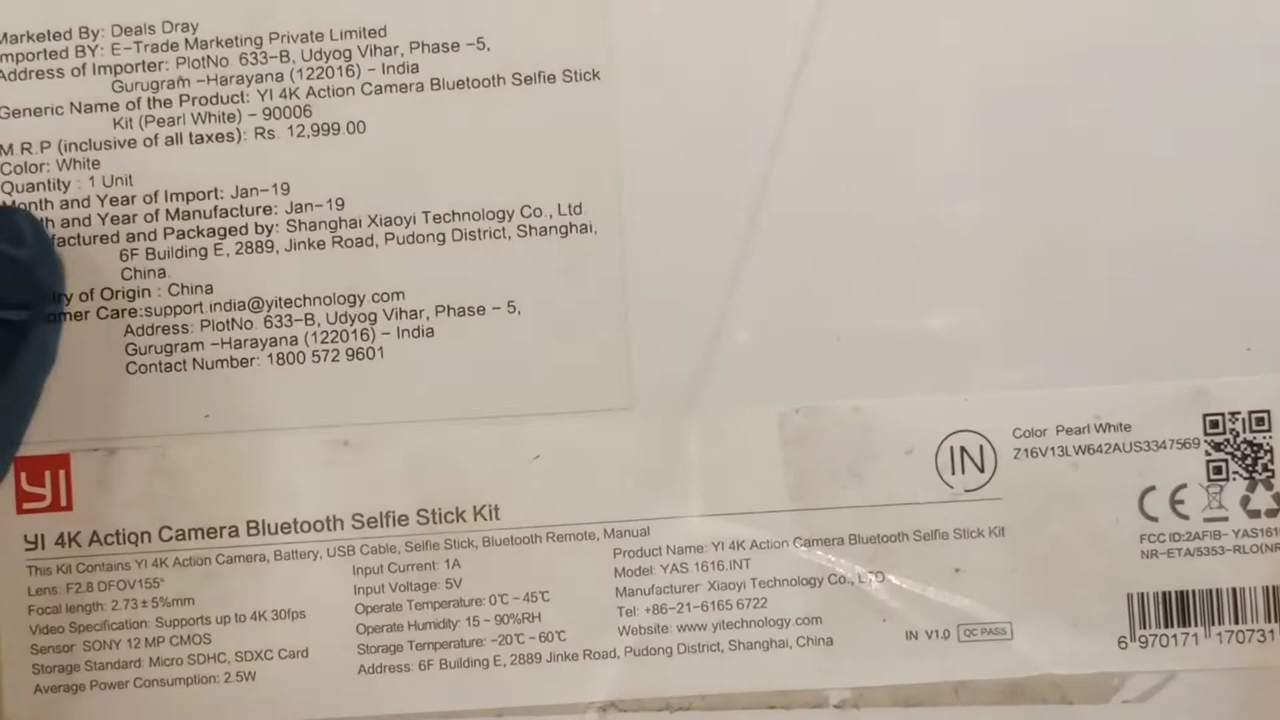 Marketed By: Deals Dray
mported BY: E-Trade Marketing Private Limited
Address of Importer: PlotNo. 633-B, Udyog Vihar, Phase -5,
Gurugram -Harayana (122016) - India
Generic Name of the Product: YI 4K Action Camera Bluetooth Selfie Stick
Kit (Pearl White) - 90006
M.R.P (inclusive of all taxes): Rs. 12,999.00
Color: White
Quantity : 1 Unit
Month and Year of Import: Jan-19
h and Year of Manufacture: Jan-19
factured and Packaged by: Shanghai Xiaoyi Technology Co., Ltd.
6F Building E, 2889, Jinke Road, Pudong District, Shanghai,
China.
ry of Origin : China
mer Care:support.india@yitechnology.com
Address: PlotNo. 633-B, Udyog Vihar, Phase - 5,
Gurugram -Harayana (122016) - India
Contact Number: 1800 572 9601
YI
YI 4K Action Camera Bluetooth Selfie Stick Kit
This Kit Contains YI 4K Action Camera, Battery, USB Cable, Selfie Stick, Bluetooth Remote, Manual
Lens: F2.8 DFOV155°
Focal length: 2.73±5%mm
Video Specification: Supports up to 4K 30fps
Sensor: SONY 12 MP CMOS
Storage Standard: Micro SDHC, SDXC Card
Average Power Consumption: 2.5W
Input Current: 1A
Input Voltage: 5V
Operate Temperature: 0℃~45℃
Operate Humidity: 15~90%RH
Storage Temperature: -20℃~60℃
Address: 6F Building E, 2889 Jinke Road, Pudong District, Shanghai, China
Product Name: YI 4K Action Camera Bluetooth Selfie Stick Kit
Model: YAS 1616.INT
Manufacturer: Xiaoyi Technology Co., LTD
Tel: +86-21-6165 6722
Website: www.yitechnology.com
IN V1.0 QC PASS
IN
Color Pearl White
Z16V13LW642AUS3347569
CE
FCC ID:2AFIB- YAS161
NR-ETA/5353-RLO(NR
6 970171 170731